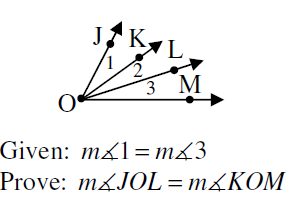 J K L
1 2
3 M
O
Given: m∡1 = m∡3
Prove: m∡JOL = m∡KOM